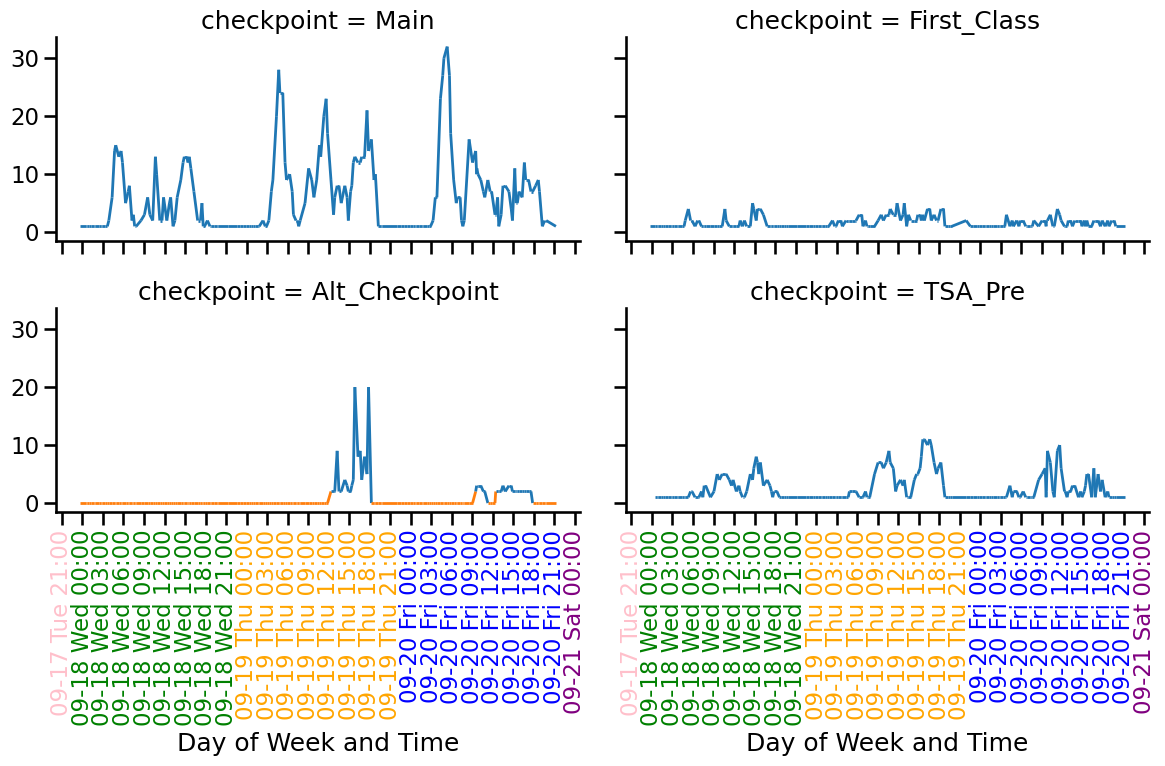 checkpoint = Main
checkpoint = First_Class
30
20
10
0
checkpoint = Alt_Checkpoint
checkpoint = TSA_Pre
30
20
10
0
09-17 Tue 21:00
09-18 Wed 00:00
09-18 Wed 03:00
09-18 Wed 06:00
09-18 Wed 09:00
09-18 Wed 12:00
09-18 Wed 15:00
09-18 Wed 18:00
09-18 Wed 21:00
09-19 Thu 00:00
09-19 Thu 03:00
09-19 Thu 06:00
09-19 Thu 09:00
09-19 Thu 12:00
09-19 Thu 15:00
09-19 Thu 18:00
09-19 Thu 21:00
09-20 Fri 00:00
09-20 Fri 03:00
09-20 Fri 06:00
09-20 Fri 09:00
09-20 Fri 12:00
09-20 Fri 15:00
09-20 Fri 18:00
09-20 Fri 21:00
09-21 Sat 00:00
09-17 Tue 21:00
09-18 Wed 00:00
09-18 Wed 03:00
09-18 Wed 06:00
09-18 Wed 09:00
09-18 Wed 12:00
09-18 Wed 15:00
09-18 Wed 18:00
09-18 Wed 21:00
09-19 Thu 00:00
09-19 Thu 03:00
09-19 Thu 06:00
09-19 Thu 09:00
09-19 Thu 12:00
09-19 Thu 15:00
09-19 Thu 18:00
09-19 Thu 21:00
09-20 Fri 00:00
09-20 Fri 03:00
09-20 Fri 06:00
09-20 Fri 09:00
09-20 Fri 12:00
09-20 Fri 15:00
09-20 Fri 18:00
09-20 Fri 21:00
09-21 Sat 00:00
Day of Week and Time
Day of Week and Time